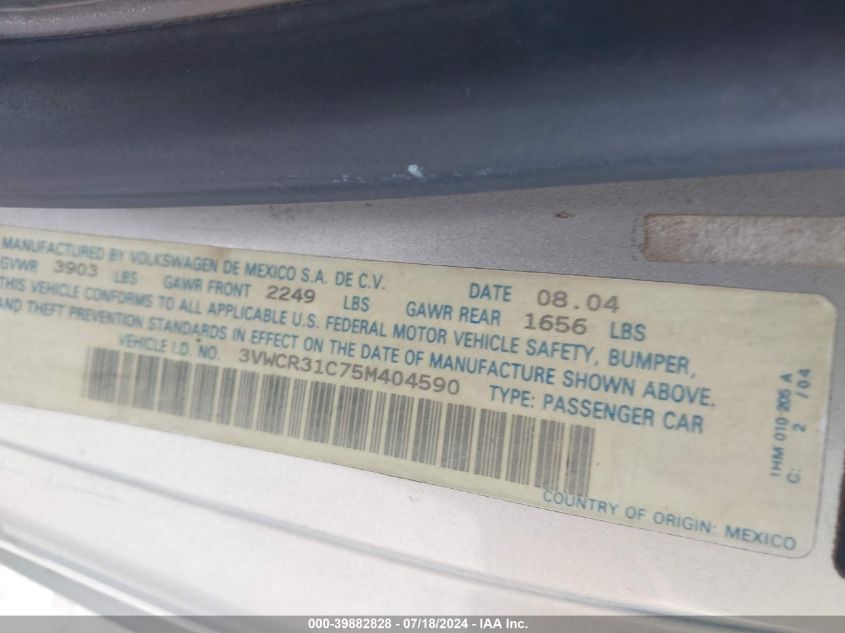 MANUFACTURED BY VOLKSWAGEN DE MEXICO S.A. DE C.V. DATE 08.04
GVWR 3903 LBS GAWR FRONT 2249 LBS GAWR REAR 1656 LBS
THIS VEHICLE CONFORMS TO ALL APPLICABLE U.S. FEDERAL MOTOR VEHICLE SAFETY, BUMPER,
AND THEFT PREVENTION STANDARDS IN EFFECT ON THE DATE OF MANUFACTURE SHOWN ABOVE.
VEHICLE I.D. NO. 3VWCR31C75M404590 TYPE: PASSENGER CAR
COUNTRY OF ORIGIN: MEXICO
1HM 010 205 A
C: 2 /04
000-39882828 - 07/18/2024 - IAA Inc.